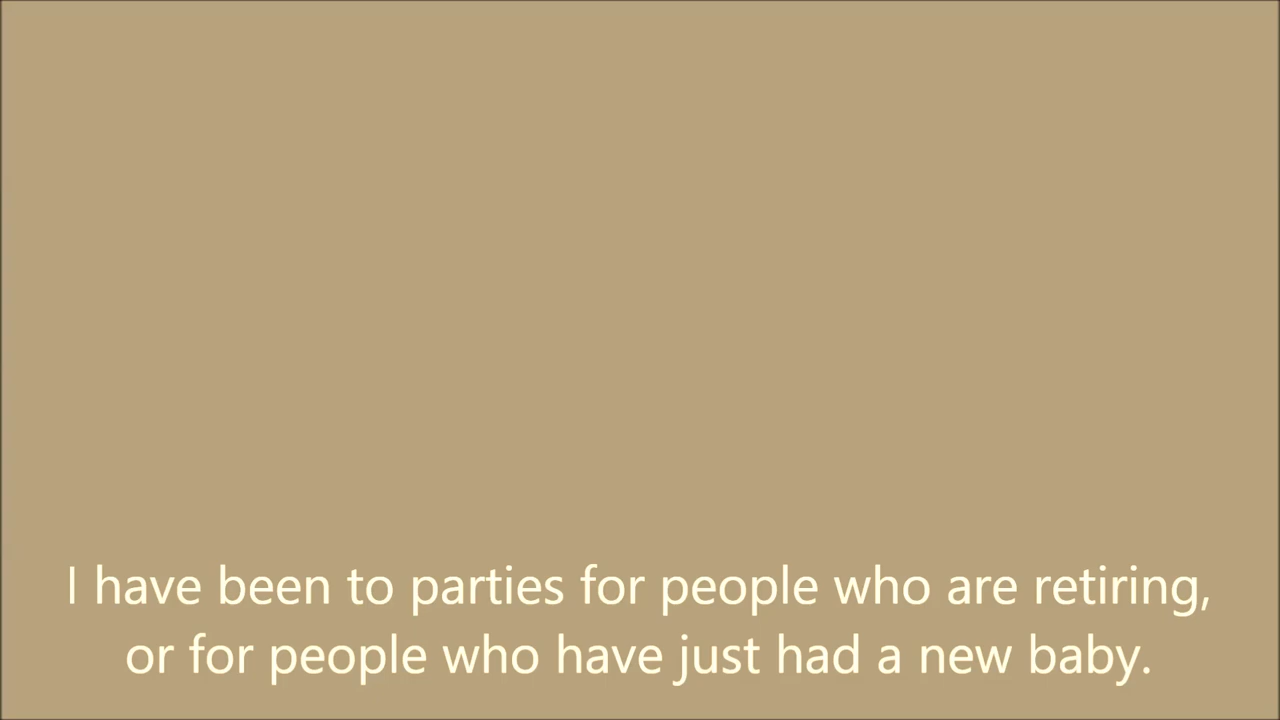 I have been to parties for people who are retiring,
or for people who have just had a new baby.